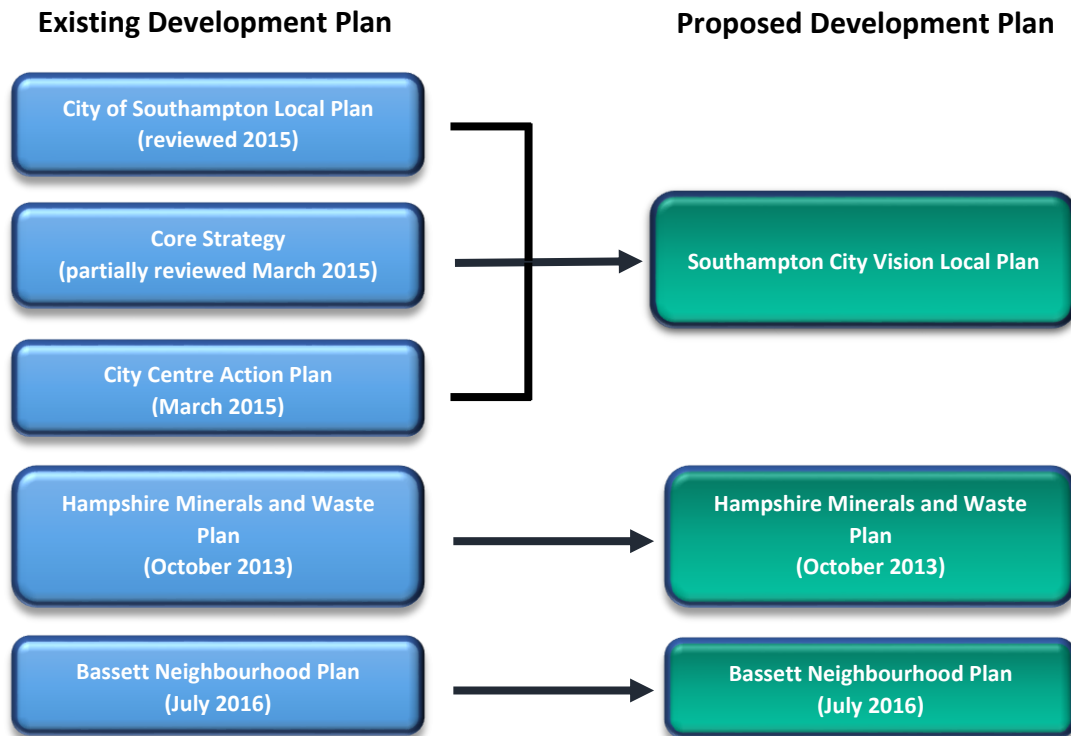 Existing Development Plan
Proposed Development Plan
City of Southampton Local Plan
(reviewed 2015)
Core Strategy
(partially reviewed March 2015)
City Centre Action Plan
(March 2015)
Southampton City Vision Local Plan
Hampshire Minerals and Waste
Plan
(October 2013)
Hampshire Minerals and Waste
Plan
(October 2013)
Bassett Neighbourhood Plan
(July 2016)
Bassett Neighbourhood Plan
(July 2016)